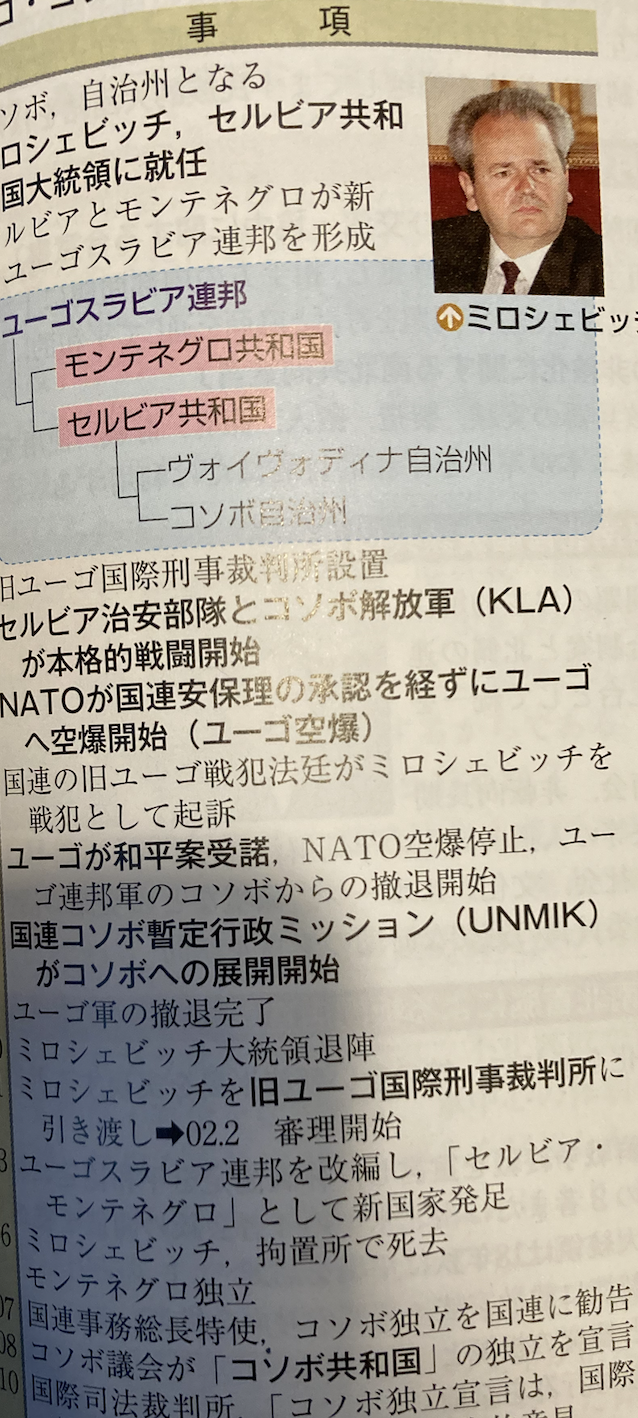 事 項
ソボ，自治州となる
ロシェビッチ，セルビア共和
国大統領に就任
ルビアとモンテネグロが新
ユーゴスラビア連邦を形成
ミロシェビッ
ユーゴスラビア連邦
モンテネグロ共和国
セルビア共和国
ヴォイヴォディナ自治州
コソボ自治州
旧ユーゴ国際刑事裁判所設置
セルビア治安部隊とコソボ解放軍（KLA）
が本格的戦闘開始
NATOが国連安保理の承認を経ずにユーゴ
へ空爆開始（ユーゴ空爆）
国連の旧ユーゴ戦犯法廷がミロシェビッチを
戦犯として起訴
ユーゴが和平案受諾，NATO空爆停止，ユー
ゴ連邦軍のコソボからの撤退開始
国連コソボ暫定行政ミッション（UNMIK）
がコソボへの展開開始
ユーゴ軍の撤退完了
ミロシェビッチ大統領退陣
ミロシェビッチを旧ユーゴ国際刑事裁判所に
引き渡し➡02.2 審理開始
3 ユーゴスラビア連邦を改編し，「セルビア・
モンテネグロ」として新国家発足
6 ミロシェビッチ，拘置所で死去
モンテネグロ独立
07 国連事務総長特使，コソボ独立を国連に勧告
08 コソボ議会が「コソボ共和国」の独立を宣言
10 国際司法裁判所，「コソボ独立宣言は，国際